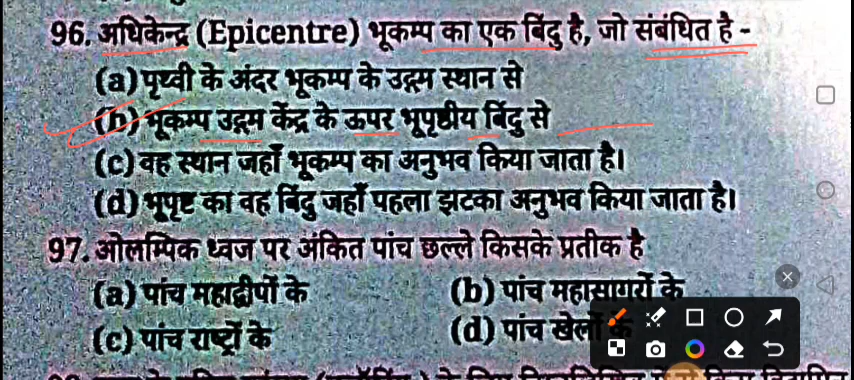 96. अधिकेन्द्र (Epicentre) भूकम्प का एक बिंदु है, जो संबंधित है -
(a) पृथ्वी के अंदर भूकम्प के उद्गम स्थान से
(b) भूकम्प उद्गम केंद्र के ऊपर भूपृष्ठीय बिंदु से
(c) वह स्थान जहाँ भूकम्प का अनुभव किया जाता है।
(d) भूपृष्ट का वह बिंदु जहाँ पहला झटका अनुभव किया जाता है।
97. ओलम्पिक ध्वज पर अंकित पांच छल्ले किसके प्रतीक है
(a) पांच महाद्वीपों के (b) पांच महासागरों के
(c) पांच राष्ट्रों के (d) पांच खेलों के